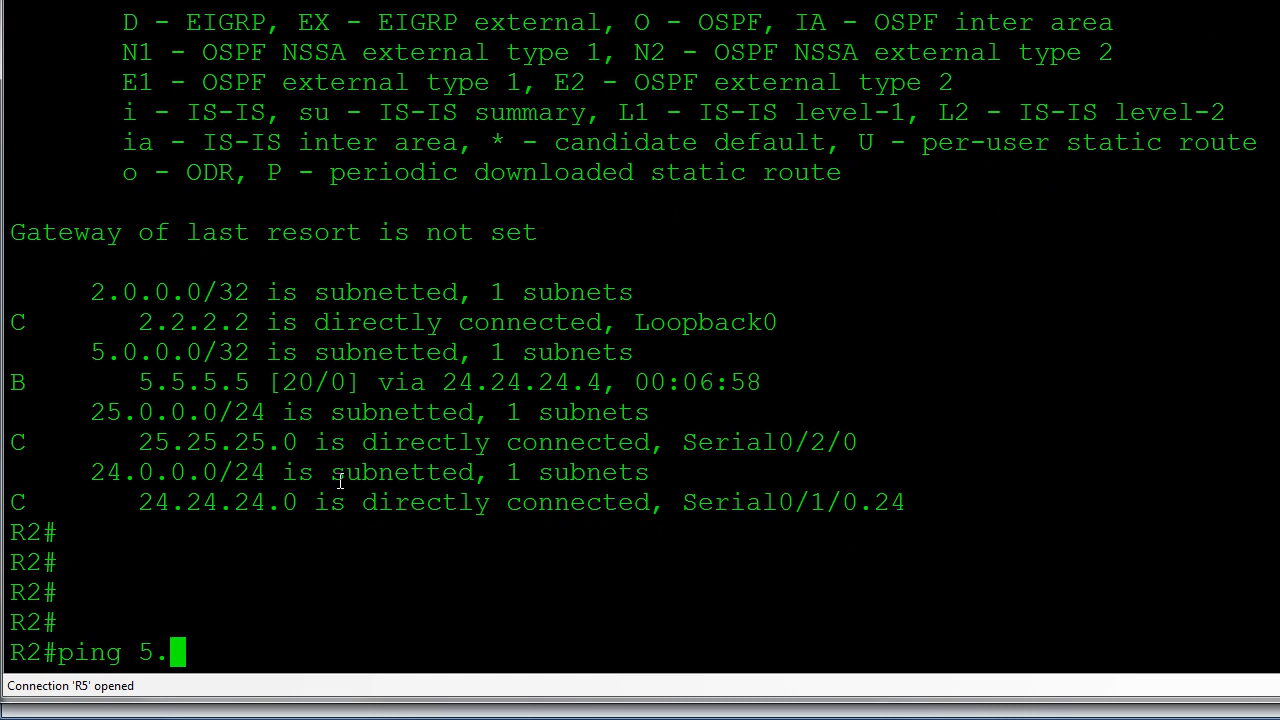 D - EIGRP, EX - EIGRP external, O - OSPF, IA - OSPF inter area
N1 - OSPF NSSA external type 1, N2 - OSPF NSSA external type 2
E1 - OSPF external type 1, E2 - OSPF external type 2
i - IS-IS, su - IS-IS summary, L1 - IS-IS level-1, L2 - IS-IS level-2
ia - IS-IS inter area, * - candidate default, U - per-user static route
o - ODR, P - periodic downloaded static route
Gateway of last resort is not set
2.0.0.0/32 is subnetted, 1 subnets
C 2.2.2.2 is directly connected, Loopback0
5.0.0.0/32 is subnetted, 1 subnets
B 5.5.5.5 [20/0] via 24.24.24.4, 00:06:58
25.0.0.0/24 is subnetted, 1 subnets
C 25.25.25.0 is directly connected, Serial0/2/0
24.0.0.0/24 is subnetted, 1 subnets
C 24.24.24.0 is directly connected, Serial0/1/0.24
R2#
R2#
R2#
R2#
R2#ping 5.
Connection 'R5' opened